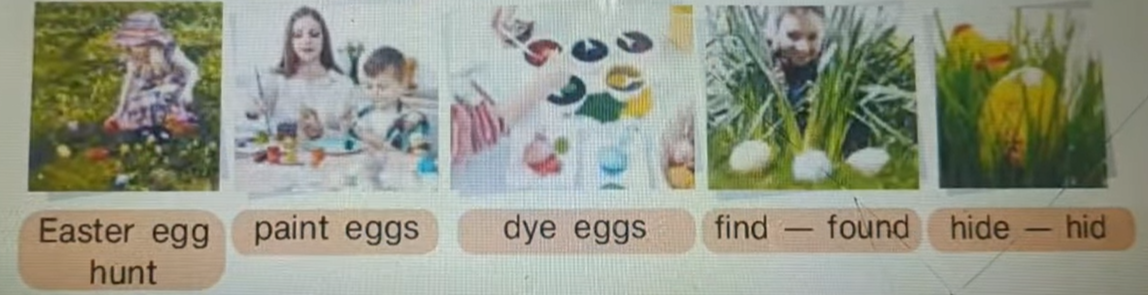 Easter egg
hunt
paint eggs
dye eggs
find — found
hide — hid